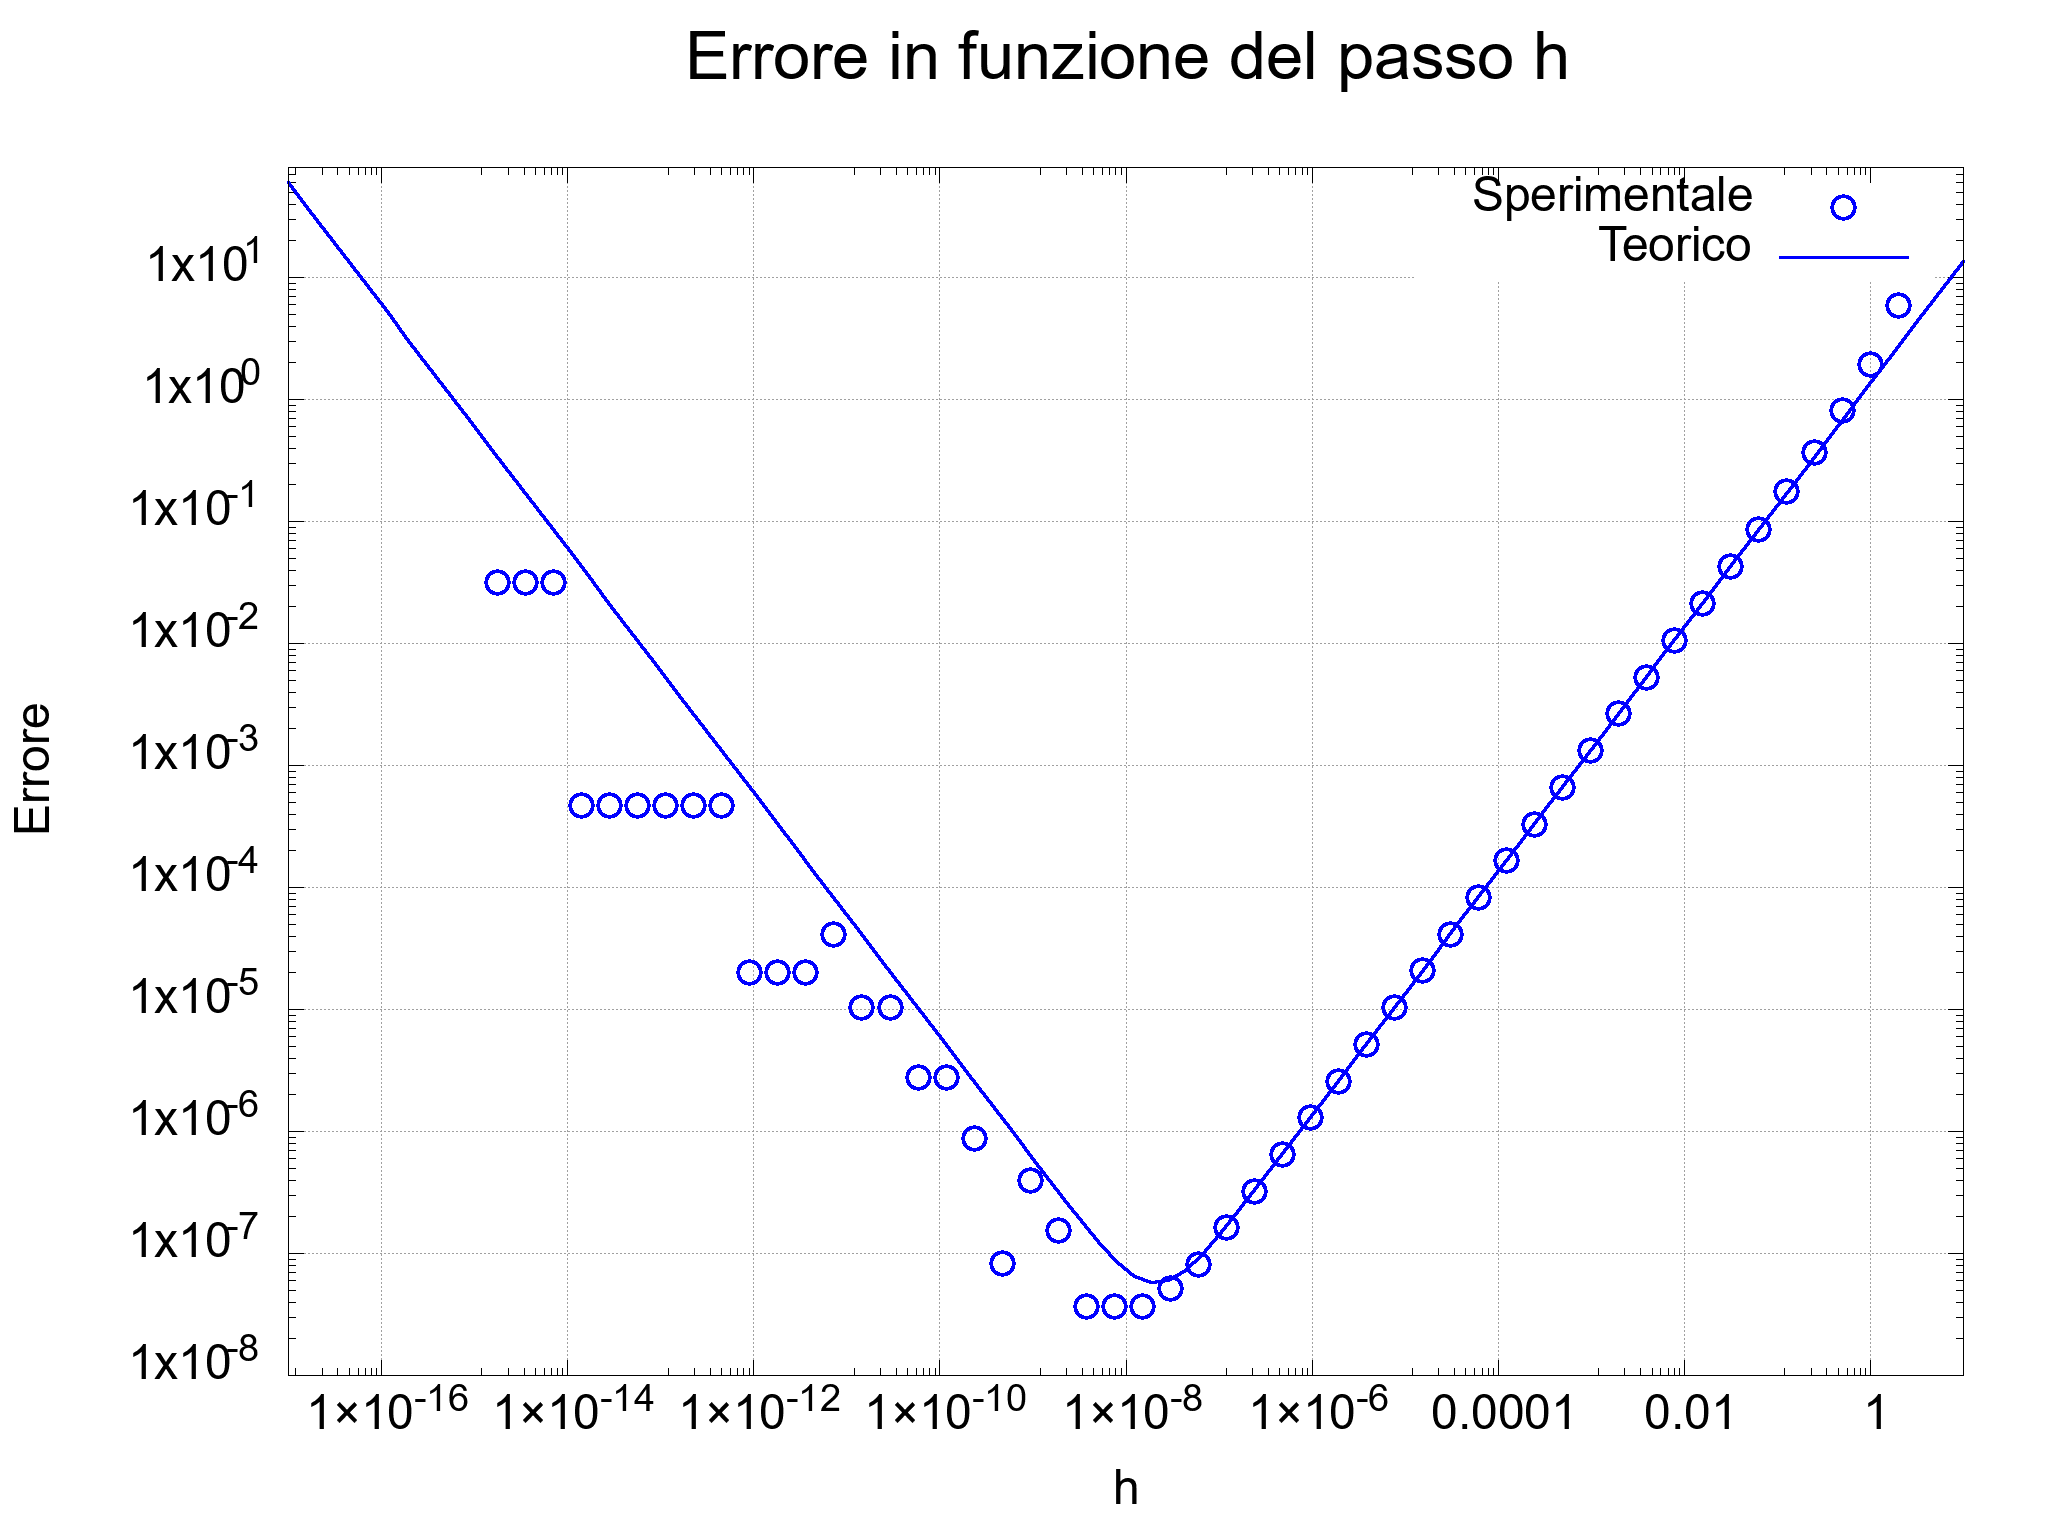 Errore in funzione del passo h
Sperimentale
Teorico
1x10^1
1x10^0
1x10^-1
1x10^-2
1x10^-3
1x10^-4
1x10^-5
1x10^-6
1x10^-7
1x10^-8
Errore
1×10^-16 1×10^-14 1×10^-12 1×10^-10 1×10^-8 1×10^-6 0.0001 0.01 1
h